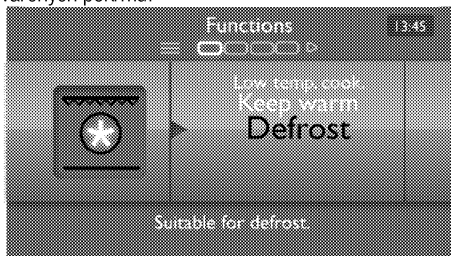 Functions
13:45
Low temp. cook.
Keep warm
Defrost
Suitable for defrost.